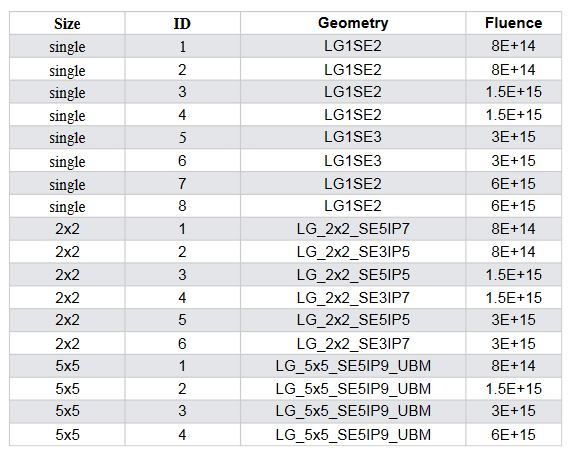 Size ID Geometry Fluence
single 1 LG1SE2 8E+14
single 2 LG1SE2 8E+14
single 3 LG1SE2 1.5E+15
single 4 LG1SE2 1.5E+15
single 5 LG1SE3 3E+15
single 6 LG1SE3 3E+15
single 7 LG1SE2 6E+15
single 8 LG1SE2 6E+15
2x2 1 LG_2x2_SE5IP7 8E+14
2x2 2 LG_2x2_SE3IP5 8E+14
2x2 3 LG_2x2_SE5IP5 1.5E+15
2x2 4 LG_2x2_SE3IP7 1.5E+15
2x2 5 LG_2x2_SE5IP5 3E+15
2x2 6 LG_2x2_SE3IP7 3E+15
5x5 1 LG_5x5_SE5IP9_UBM 8E+14
5x5 2 LG_5x5_SE5IP9_UBM 1.5E+15
5x5 3 LG_5x5_SE5IP9_UBM 3E+15
5x5 4 LG_5x5_SE5IP9_UBM 6E+15